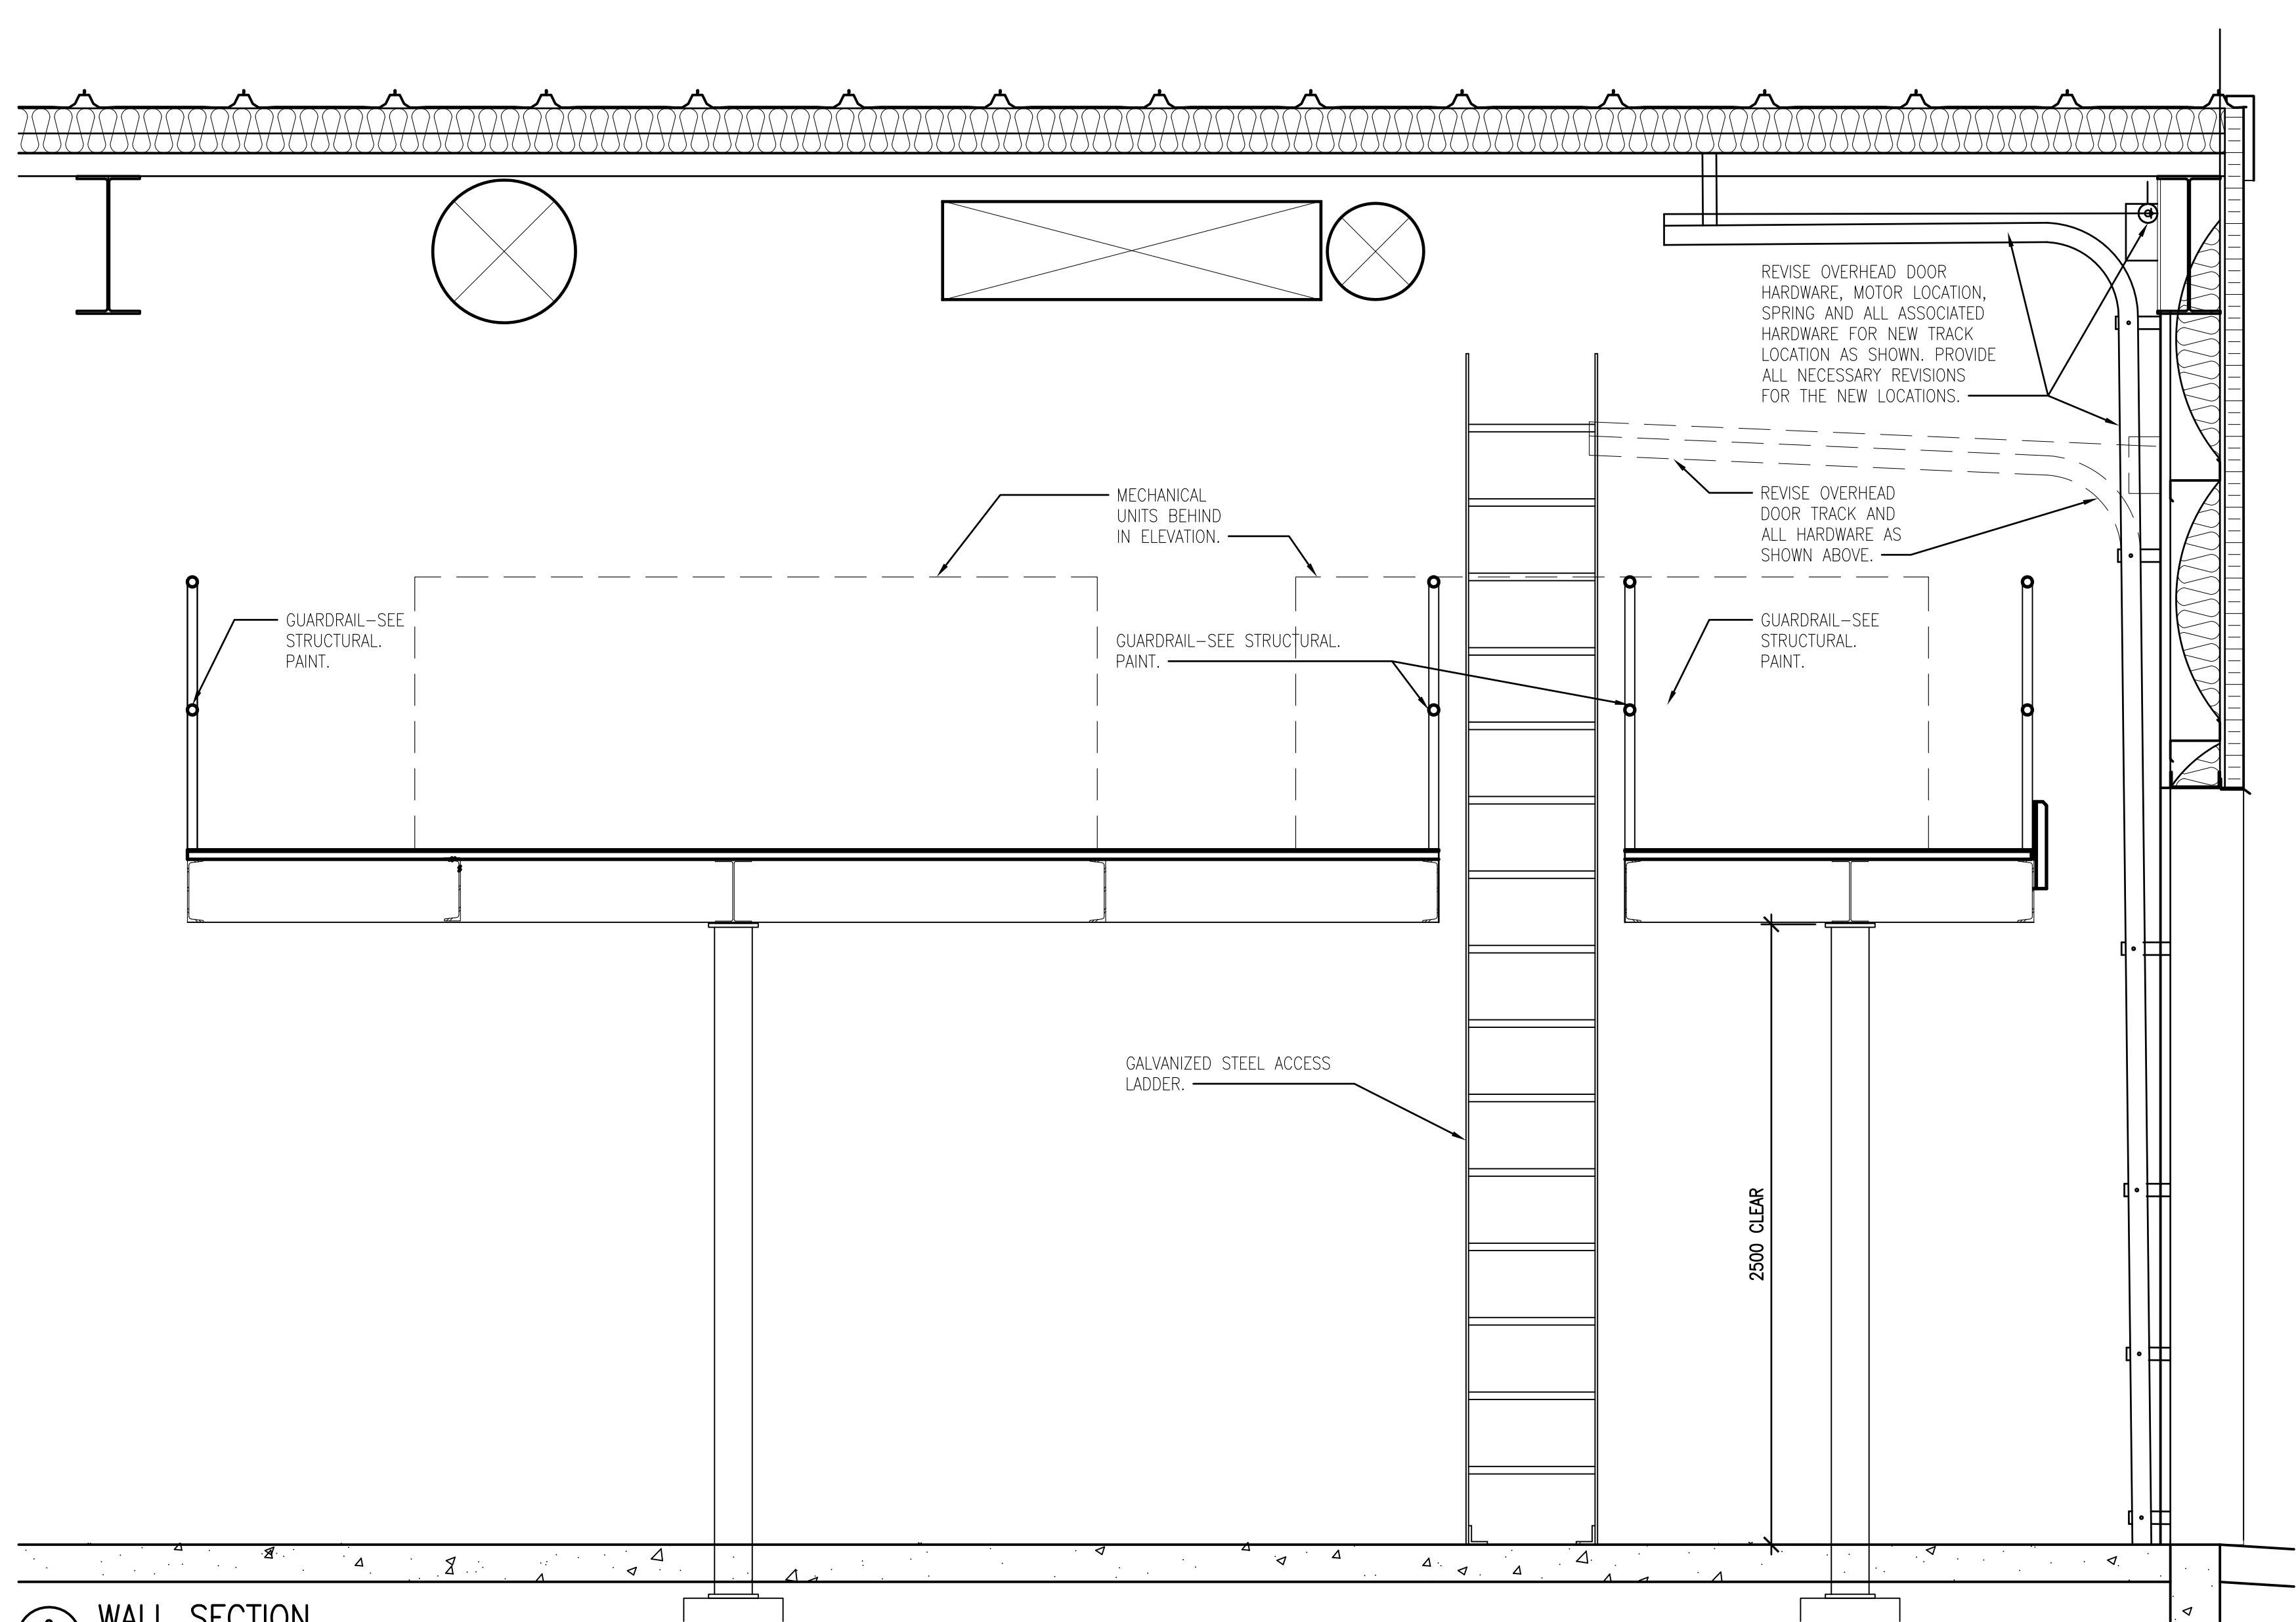 REVISE OVERHEAD DOOR
HARDWARE, MOTOR LOCATION,
SPRING AND ALL ASSOCIATED
HARDWARE FOR NEW TRACK
LOCATION AS SHOWN. PROVIDE
ALL NECESSARY REVISIONS
FOR THE NEW LOCATIONS.
MECHANICAL
UNITS BEHIND
IN ELEVATION.
REVISE OVERHEAD
DOOR TRACK AND
ALL HARDWARE AS
SHOWN ABOVE.
GUARDRAIL-SEE
STRUCTURAL.
PAINT.
GUARDRAIL-SEE STRUCTURAL.
PAINT.
GUARDRAIL-SEE
STRUCTURAL.
PAINT.
GALVANIZED STEEL ACCESS
LADDER.
2500 CLEAR
WALL SECTION